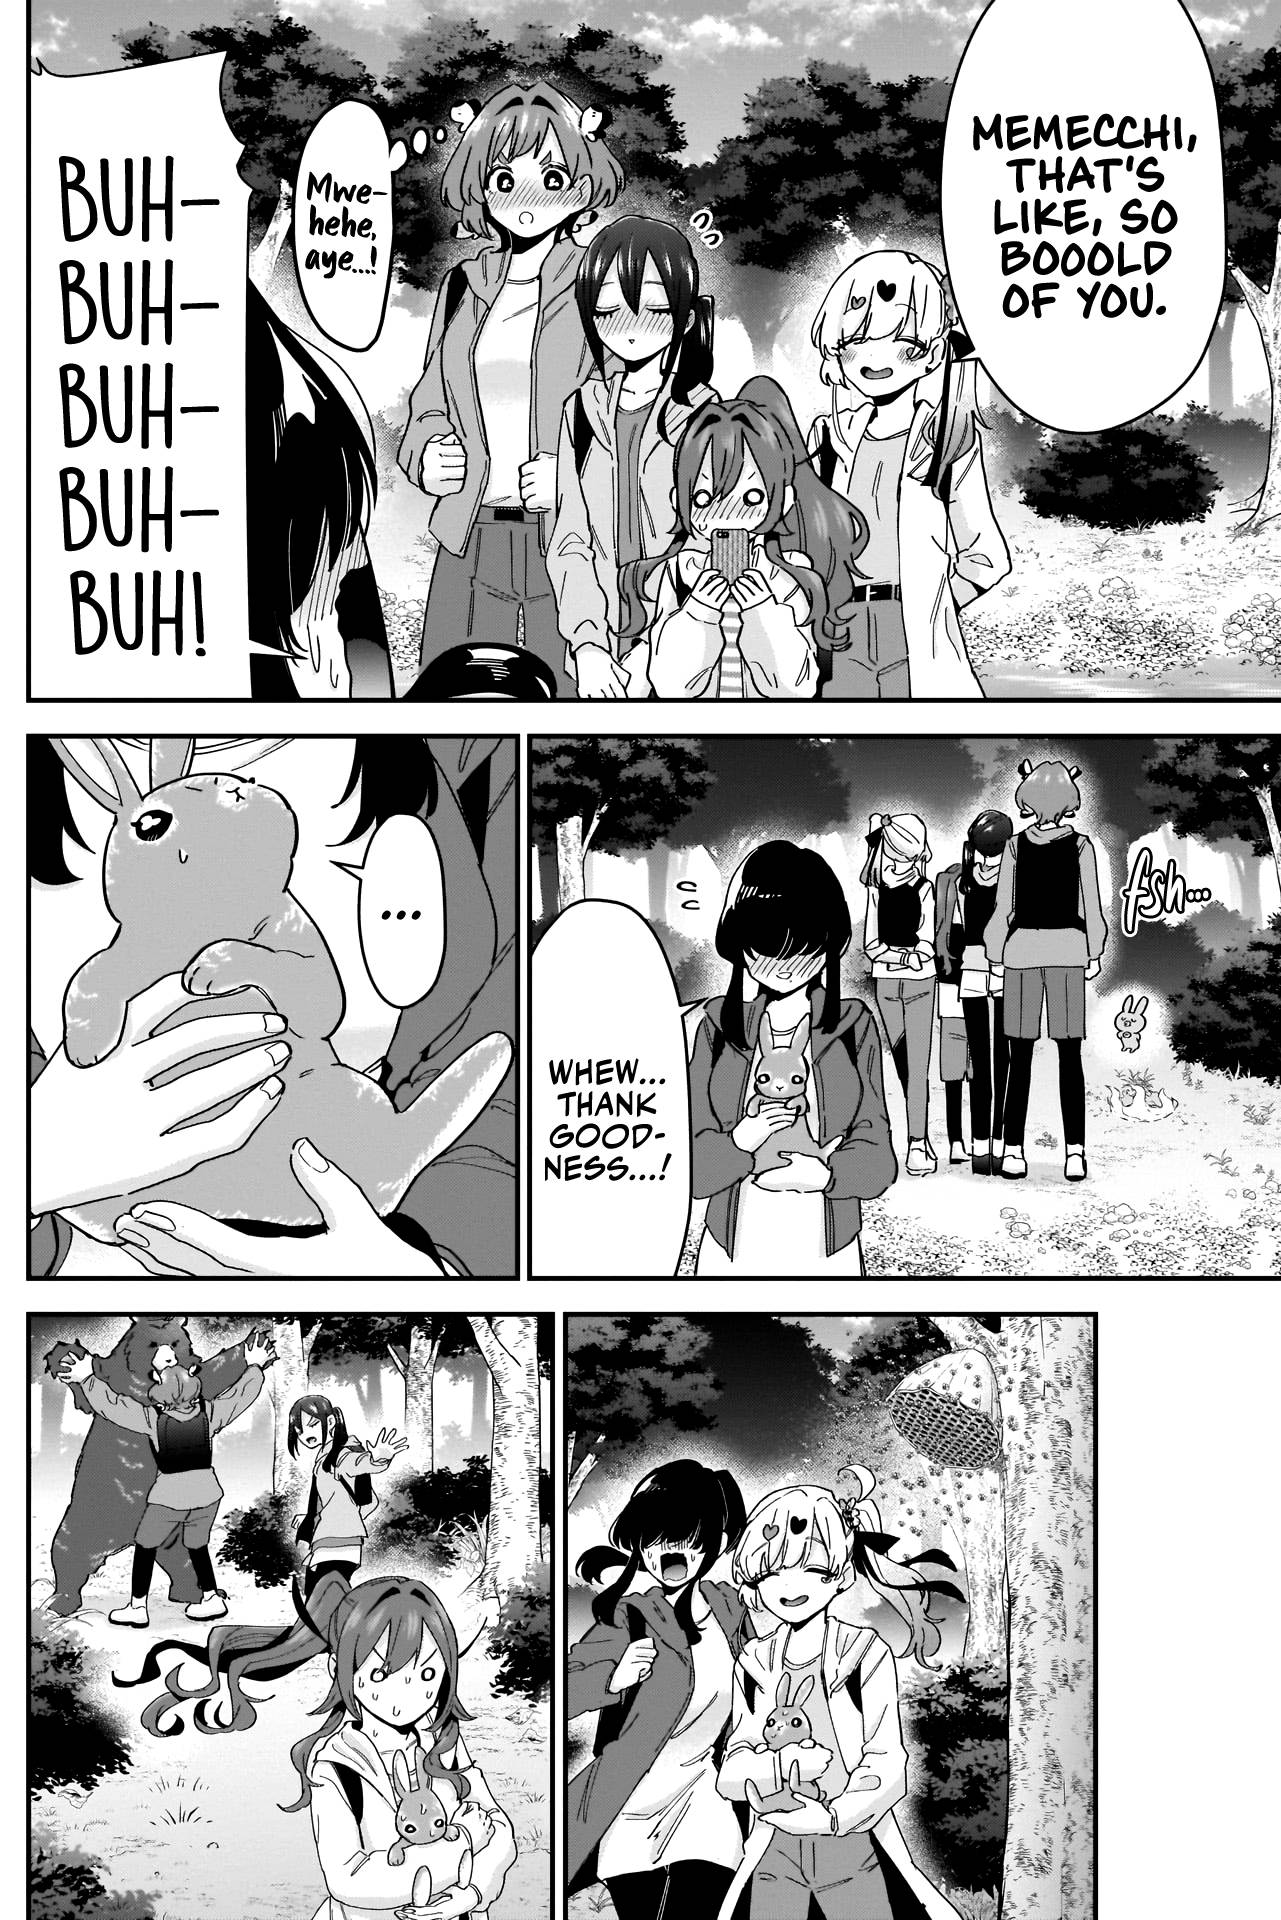 MEMECCHI,
THAT'S
LIKE, SO
BOOOLD
OF YOU.
Mwe-
hehe,
aye...!
BUH-
BUH-
BUH-
BUH-
BUH!
fsh...
WHEW...
THANK
GOOD-
NESS...!
...